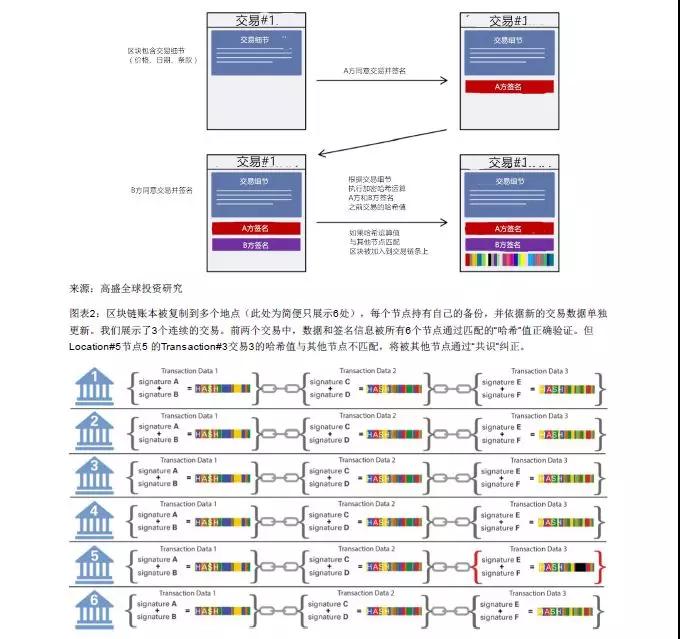 交易#1
交易#1
交易细节
交易细节
区块包含交易细节
（价格、日期、条款）
A方同意交易并签名
A方签名
交易#1
交易#1
交易细节
交易细节
B方同意交易并签名
根据交易细节
执行加密哈希运算
A方和B方签名
之前交易的哈希值
A方签名
A方签名
如果哈希运算值
与其他节点匹配
区块被加入到交易链条上
B方签名
B方签名
来源：高盛全球投资研究
图表2：区块链账本被复制到多个地点（此处为简便只展示6处），每个节点持有自己的备份，并依据新的交易数据单独
更新。我们展示了3个连续的交易。前两个交易中，数据和签名信息被所有6个节点通过匹配的“哈希”值正确验证。但
Location#5节点5 的Transaction#3交易3的哈希值与其他节点不匹配，将被其他节点通过“共识”纠正。
Transaction Data 1 Transaction Data 2 Transaction Data 3
1 signature A signature C signature E
+ = HASH + = HASH + = HASH
signature B signature D signature F
Transaction Data 1 Transaction Data 2 Transaction Data 3
2 signature A signature C signature E
+ = HASH + = HASH + = HASH
signature B signature D signature F
Transaction Data 1 Transaction Data 2 Transaction Data 3
3 signature A signature C signature E
+ = HASH + = HASH + = HASH
signature B signature D signature F
Transaction Data 1 Transaction Data 2 Transaction Data 3
4 signature A signature C signature E
+ = HASH + = HASH + = HASH
signature B signature D signature F
Transaction Data 1 Transaction Data 2 Transaction Data 3
5 signature A signature C signature E
+ = HASH + = HASH + = HASH
signature B signature D signature F
Transaction Data 1 Transaction Data 2 Transaction Data 3
6 signature A signature C signature E
+ = HASH + = HASH + = HASH
signature B signature D signature F